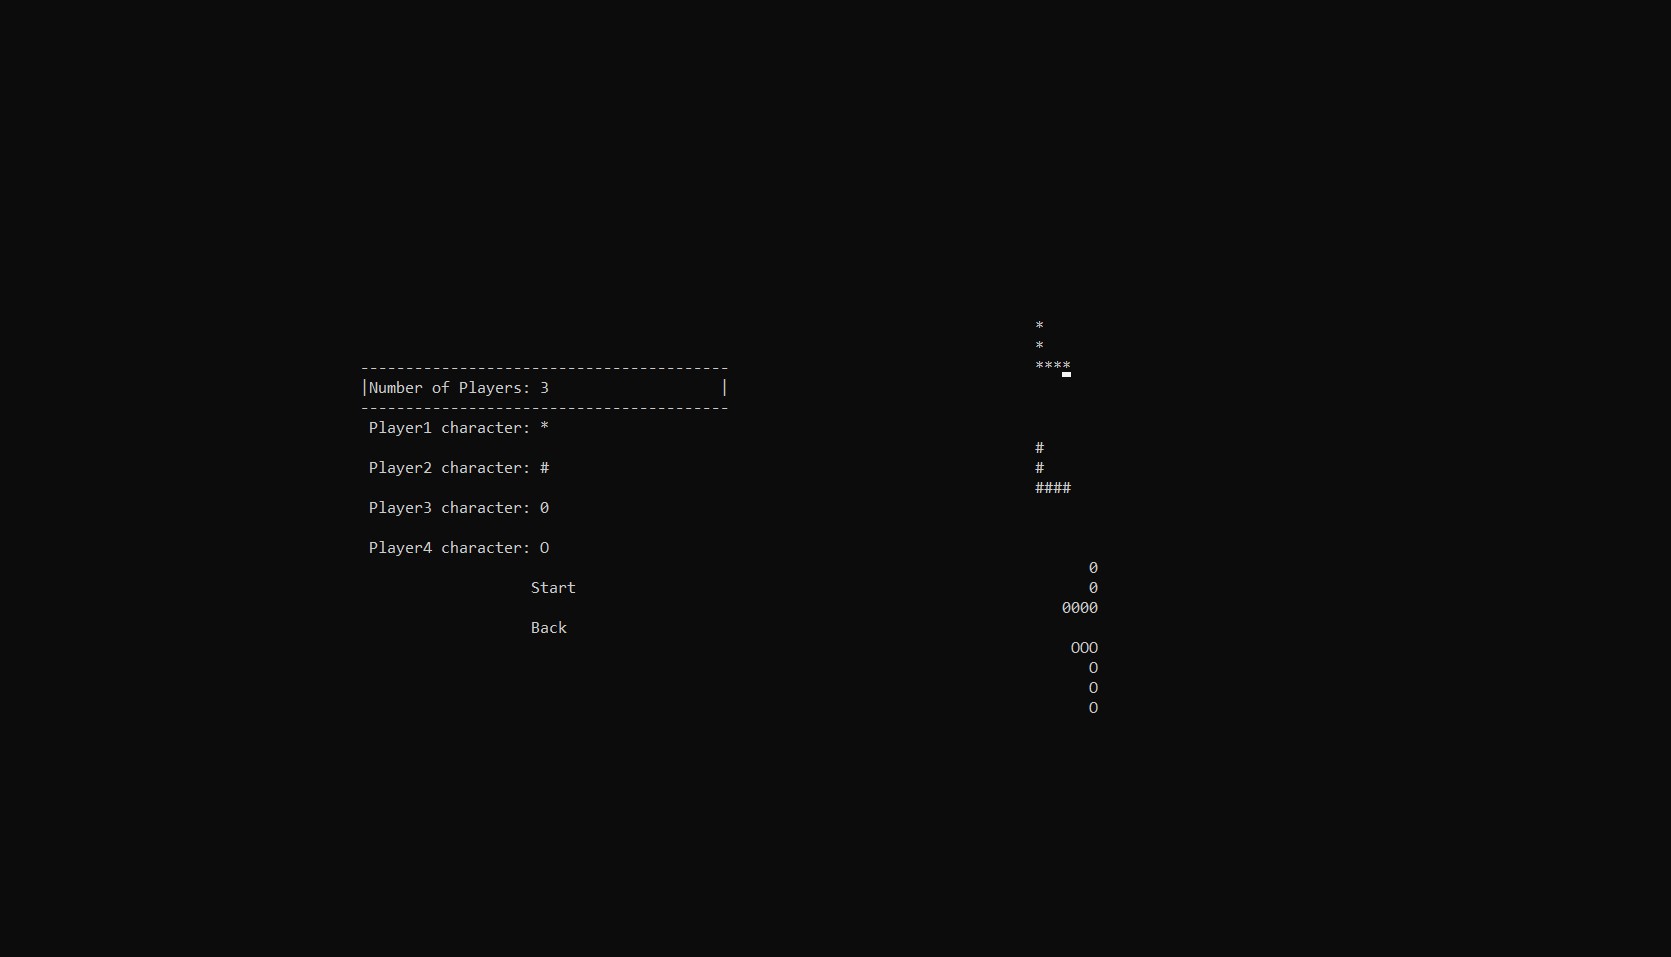 ----------------------------------------- 
|Number of Players: 3                   |
-----------------------------------------
Player1 character: *
Player2 character: #
Player3 character: 0
Player4 character: O
Start
Back
*
*
****
#
#
####
0
0
0000
OOO
O
O
O